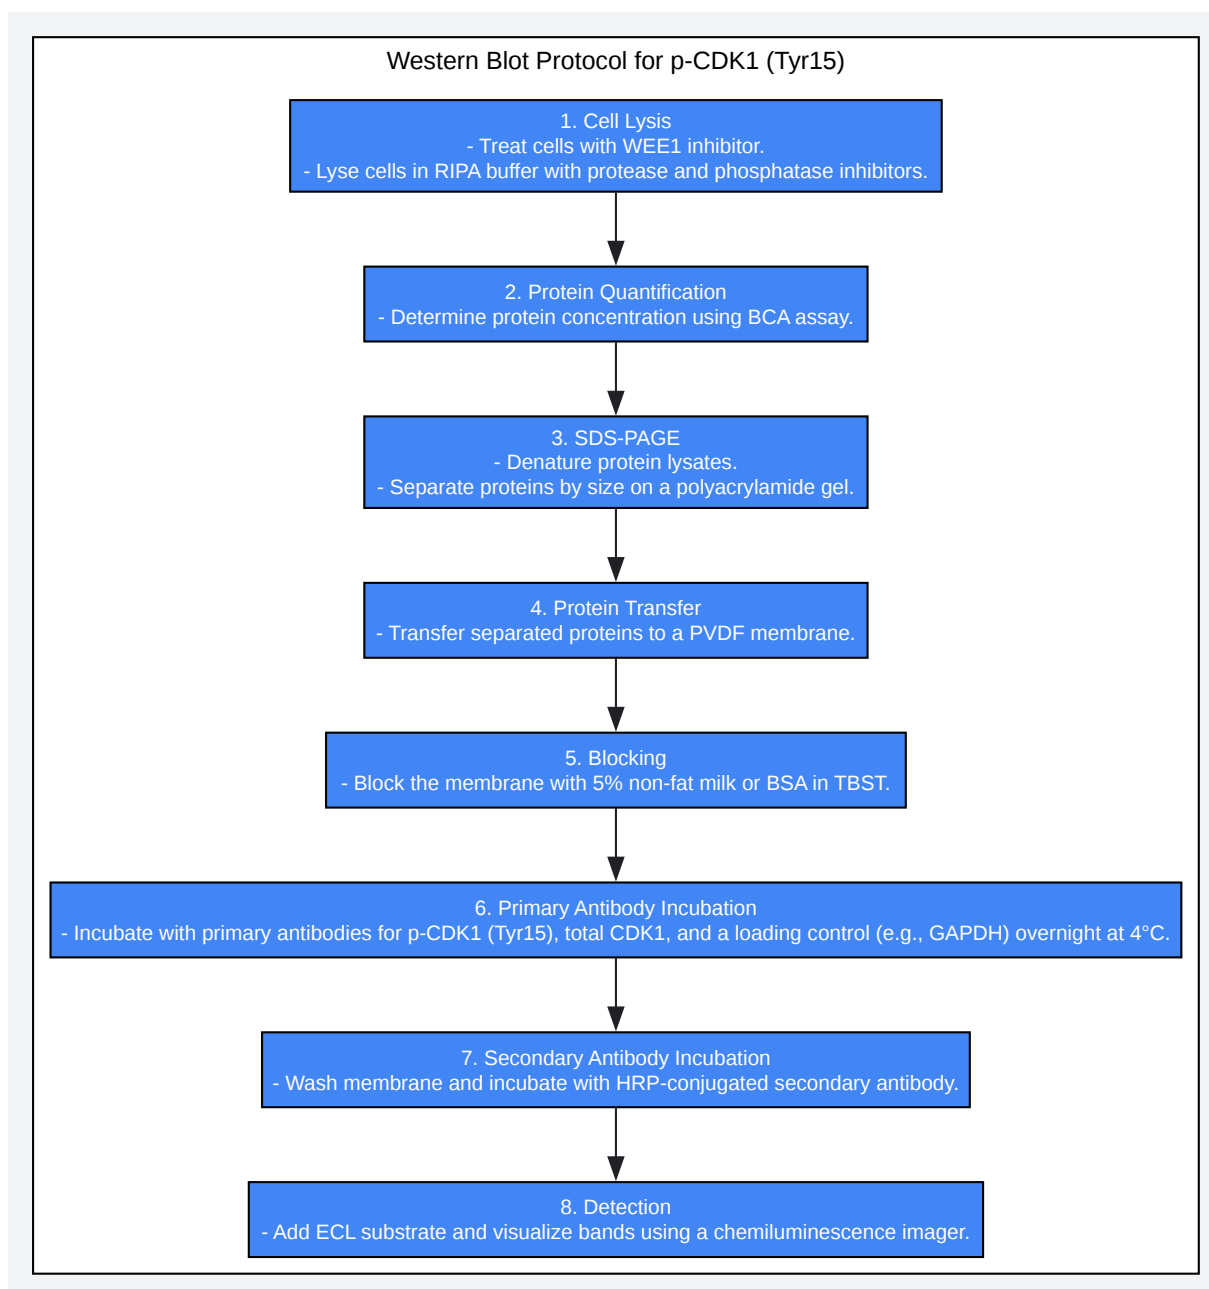 Western Blot Protocol for p-CDK1 (Tyr15)
1. Cell Lysis
- Treat cells with WEE1 inhibitor.
- Lyse cells in RIPA buffer with protease and phosphatase inhibitors.
2. Protein Quantification
- Determine protein concentration using BCA assay.
3. SDS-PAGE
- Denature protein lysates.
- Separate proteins by size on a polyacrylamide gel.
4. Protein Transfer
- Transfer separated proteins to a PVDF membrane.
5. Blocking
- Block the membrane with 5% non-fat milk or BSA in TBST.
6. Primary Antibody Incubation
- Incubate with primary antibodies for p-CDK1 (Tyr15), total CDK1, and a loading control (e.g., GAPDH) overnight at 4°C.
7. Secondary Antibody Incubation
- Wash membrane and incubate with HRP-conjugated secondary antibody.
8. Detection
- Add ECL substrate and visualize bands using a chemiluminescence imager.